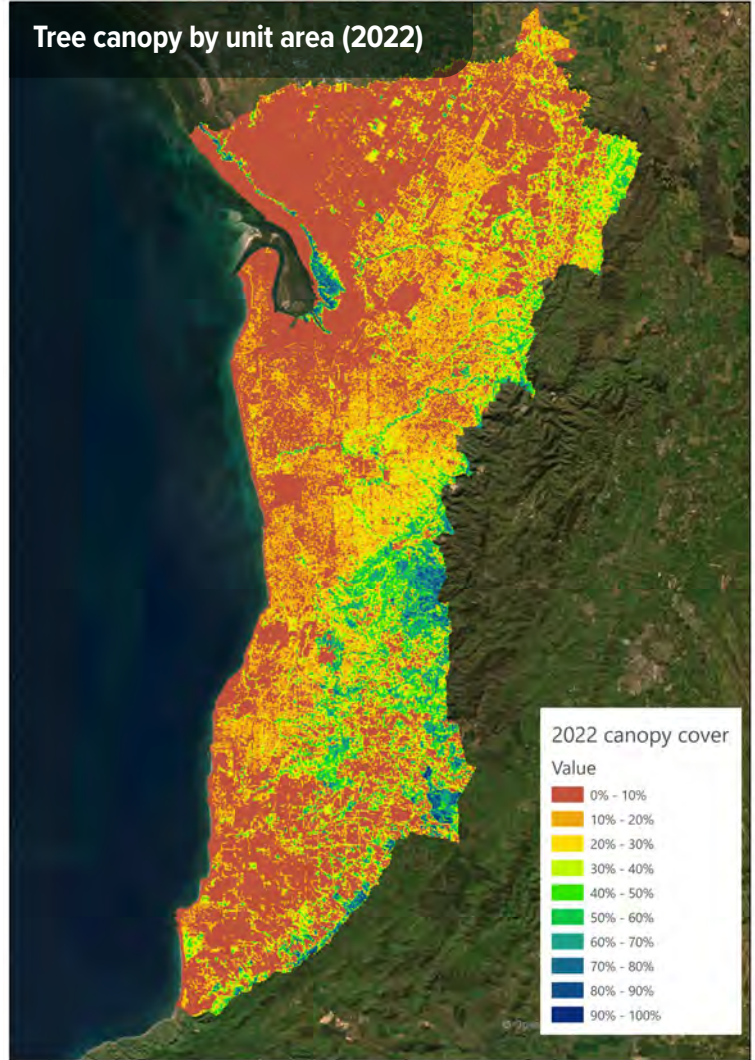 Tree canopy by unit area (2022)
2022 canopy cover
Value
0% - 10%
10% - 20%
20% - 30%
30% - 40%
40% - 50%
50% - 60%
60% - 70%
70% - 80%
80% - 90%
90% - 100%